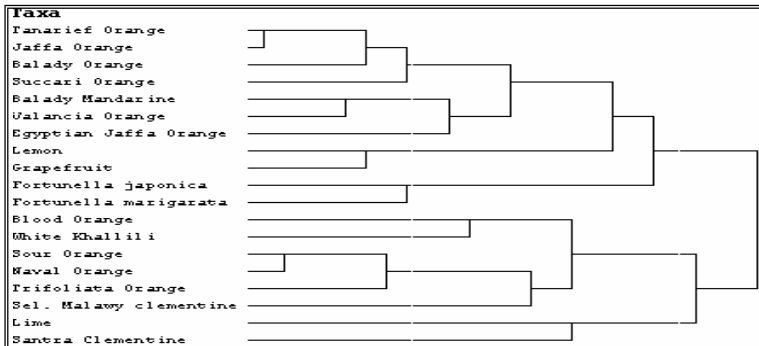 Taxa
Tanarief Orange
Jaffa Orange
Balady Orange
Succari Orange
Balady Mandarine
Valancia Orange
Egyptian Jaffa Orange
Lemon
Grapefruit
Fortunella japonica
Fortunella marigarata
Blood Orange
White Khallili
Sour Orange
Naval Orange
Trifoliata Orange
Sel. Malawy clementine
Lime
Santra Clementine